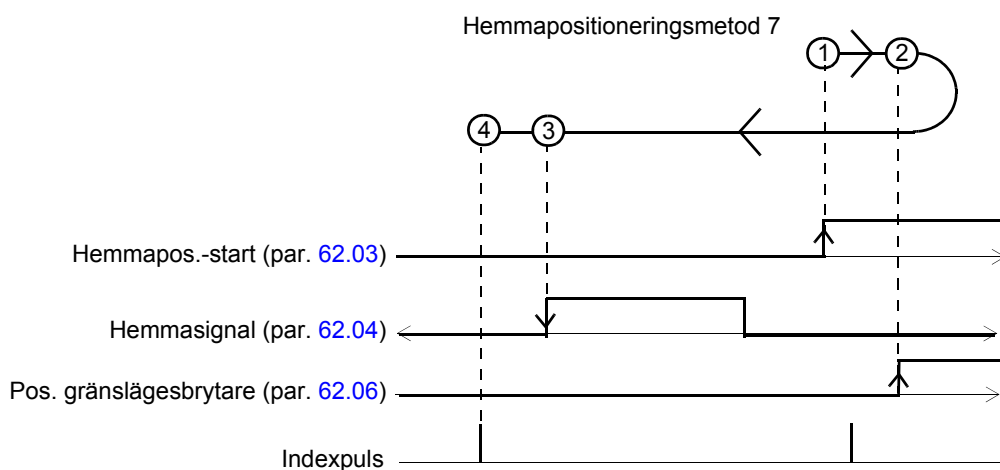 Hemmapositioneringsmetod 7
1 2
4 3
Hemmapos.-start (par. 62.03)
Hemmasignal (par. 62.04)
Pos. gränslägesbrytare (par. 62.06)
Indexpuls